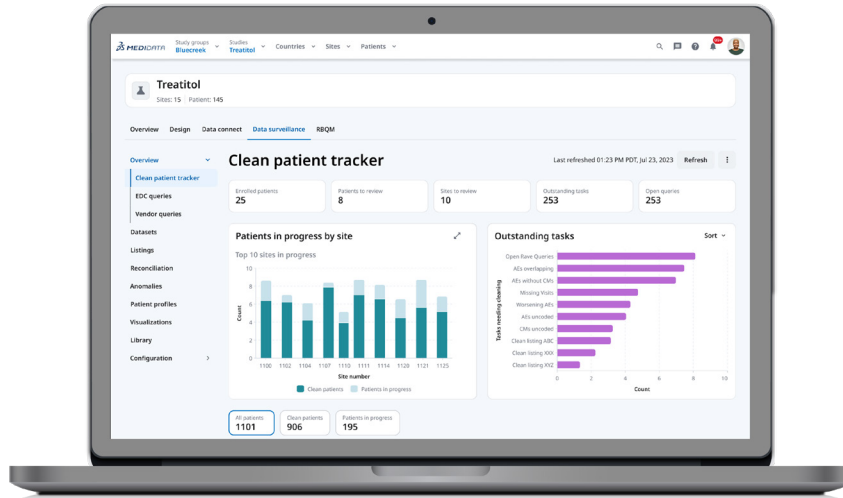 MEDIDATA
Study groups
Bluecreek
Studies
Treatitol
Countries
Sites
Patients
Treatitol
Sites: 15 | Patient: 145
Overview
Design
Data connect
Data surveillance
RBQM
Overview
Clean patient tracker
EDC queries
Vendor queries
Datasets
Listings
Reconciliation
Anomalies
Patient profiles
Visualizations
Library
Configuration
Clean patient tracker
Last refreshed 01:23 PM PDT, Jul 23, 2023
Refresh
Enrolled patients
25
Patients to review
8
Sites to review
10
Outstanding tasks
253
Open queries
253
Patients in progress by site
Top 10 sites in progress
Count
10
8
6
4
2
0
1100 1102 1104 1107 1110 1111 1114 1120 1121 1125
Site number
Clean patients
Patients in progress
Outstanding tasks
Sort
Tasks needing cleaning
Open Rave Queries
AEs overlapping
AEs without CMs
Missing Visits
Worsening AEs
AEs uncoded
CMs uncoded
Clean listing ABC
Clean listing XXX
Clean listing XYZ
0 2 4 6 8 10
Count
All patients
1101
Clean patients
906
Patients in progress
195